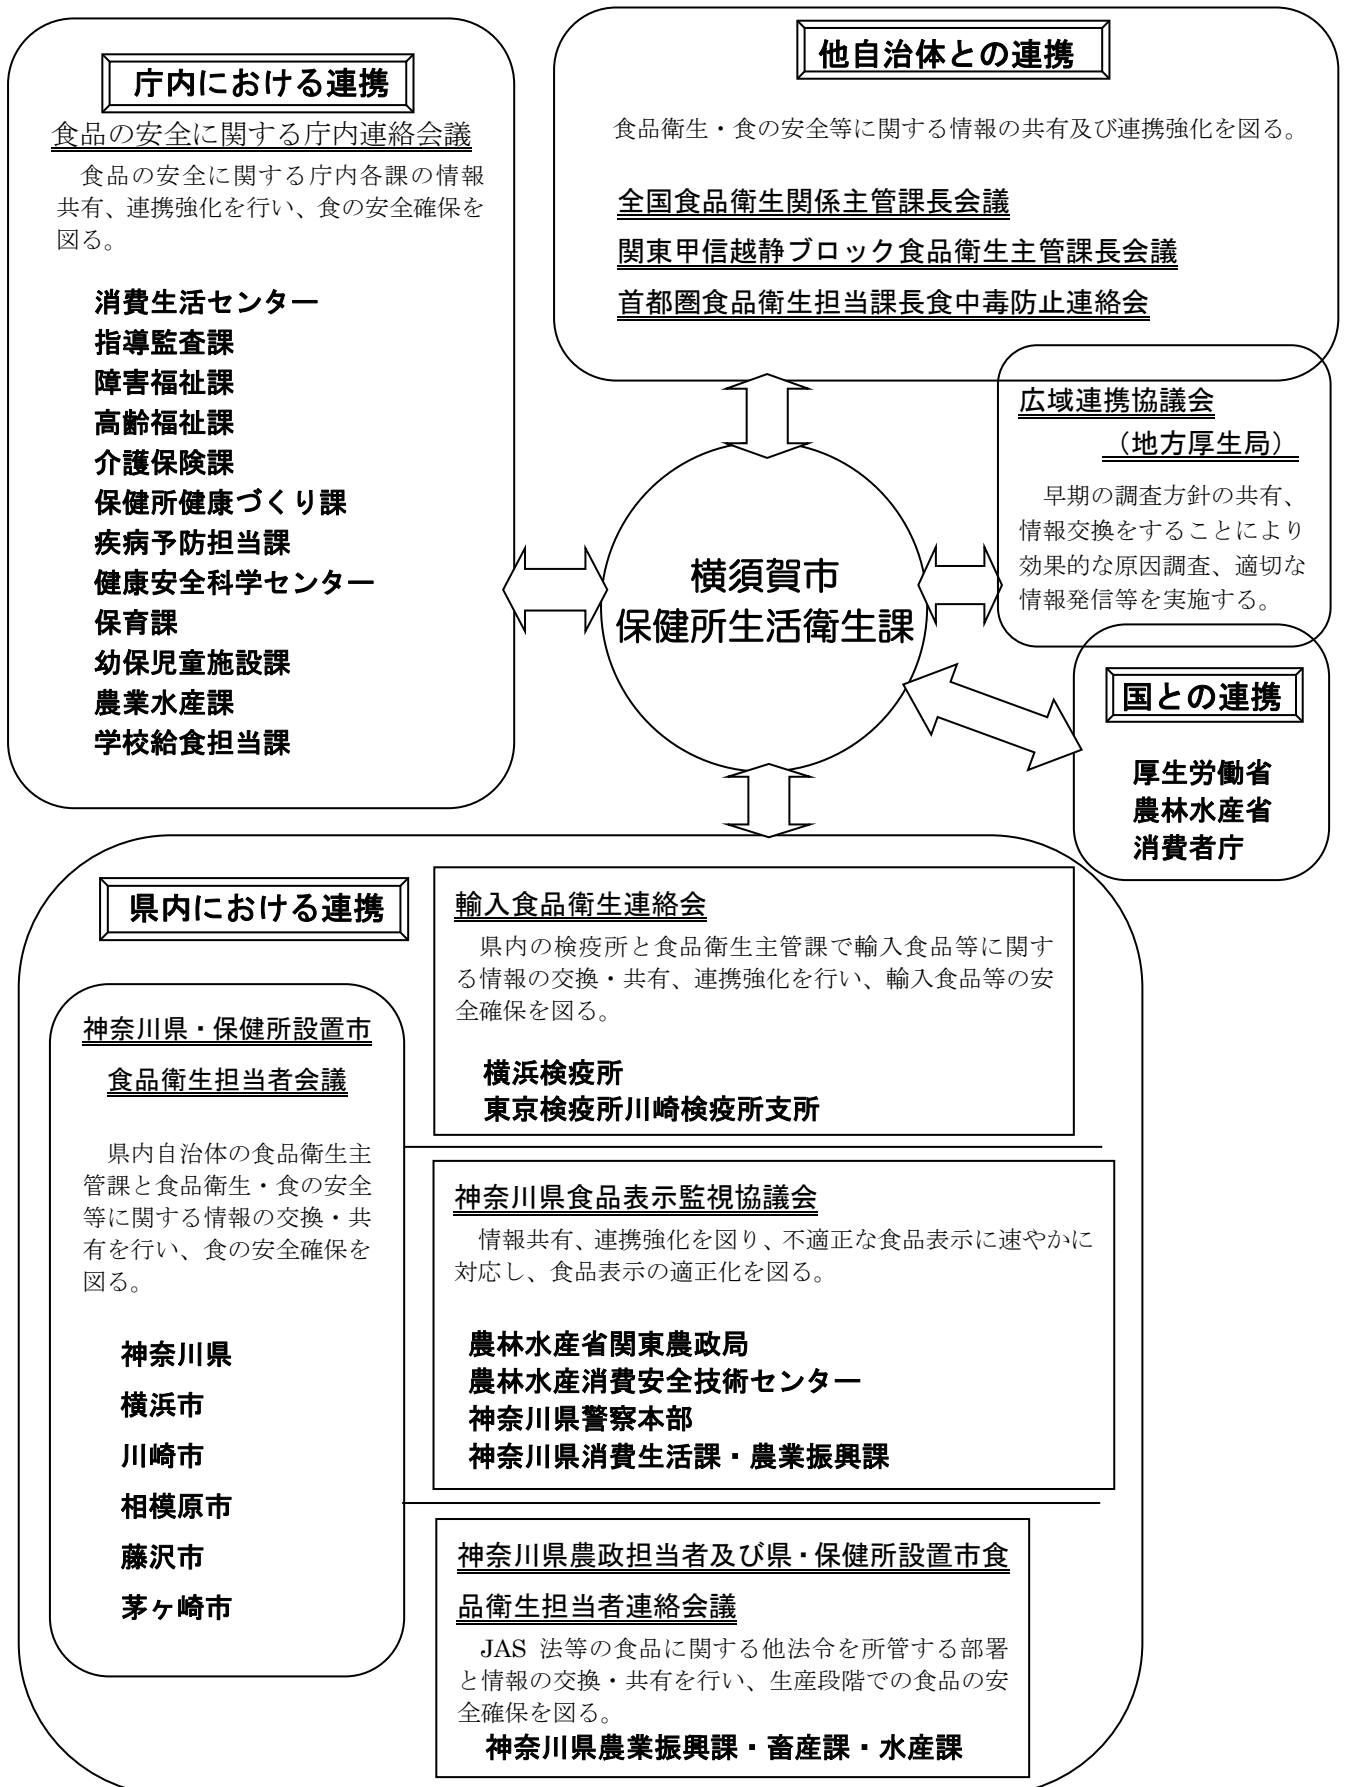 庁内における連携
食品の安全に関する庁内連絡会議
食品の安全に関する庁内各課の情報
共有、連携強化を行い、食の安全確保を
図る。
消費生活センター
指導監査課
障害福祉課
高齢福祉課
介護保険課
保健所健康づくり課
疾病予防担当課
健康安全科学センター
保育課
幼保児童施設課
農業水産課
学校給食担当課
他自治体との連携
食品衛生・食の安全等に関する情報の共有及び連携強化を図る。
全国食品衛生関係主管課長会議
関東甲信越静ブロック食品衛生主管課長会議
首都圏食品衛生担当課長食中毒防止連絡会
広域連携協議会
（地方厚生局）
早期の調査方針の共有、
情報交換をすることにより
効果的な原因調査、適切な
情報発信等を実施する。
横須賀市
保健所生活衛生課
国との連携
厚生労働省
農林水産省
消費者庁
県内における連携
神奈川県・保健所設置市
食品衛生担当者会議
県内自治体の食品衛生主
管課と食品衛生・食の安全
等に関する情報の交換・共
有を行い、食の安全確保を
図る。
神奈川県
横浜市
川崎市
相模原市
藤沢市
茅ヶ崎市
輸入食品衛生連絡会
県内の検疫所と食品衛生主管課で輸入食品等に関す
る情報の交換・共有、連携強化を行い、輸入食品等の安
全確保を図る。
横浜検疫所
東京検疫所川崎検疫所支所
神奈川県食品表示監視協議会
情報共有、連携強化を図り、不適正な食品表示に速やかに
対応し、食品表示の適正化を図る。
農林水産省関東農政局
農林水産消費安全技術センター
神奈川県警察本部
神奈川県消費生活課・農業振興課
神奈川県農政担当者及び県・保健所設置市食
品衛生担当者連絡会議
JAS 法等の食品に関する他法令を所管する部署
と情報の交換・共有を行い、生産段階での食品の安
全確保を図る。
神奈川県農業振興課・畜産課・水産課